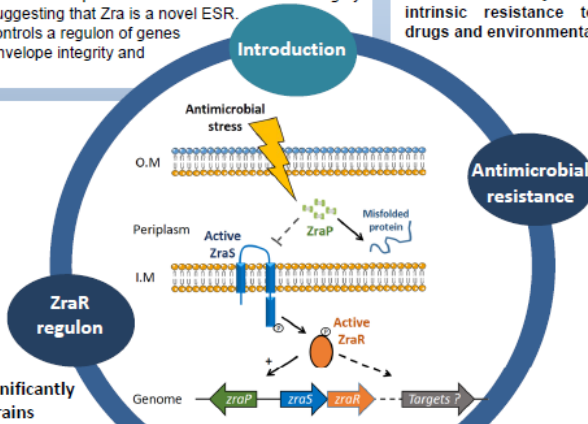 suggesting that Zra is a novel ESR.
ontrols a regulon of genes
nvelope integrity and
intrinsic resistance
drugs and
Introduction
Antimicrobial
stress
O.M
Antimicrobial
resistance
Periplasm
ZraP
Misfolded
protein
Active
ZraS
I.M
ZraR
regulon
P
P
Active
ZraR
+
nificantly
rains
Genome
zraP
zraS
zraR
Targets ?